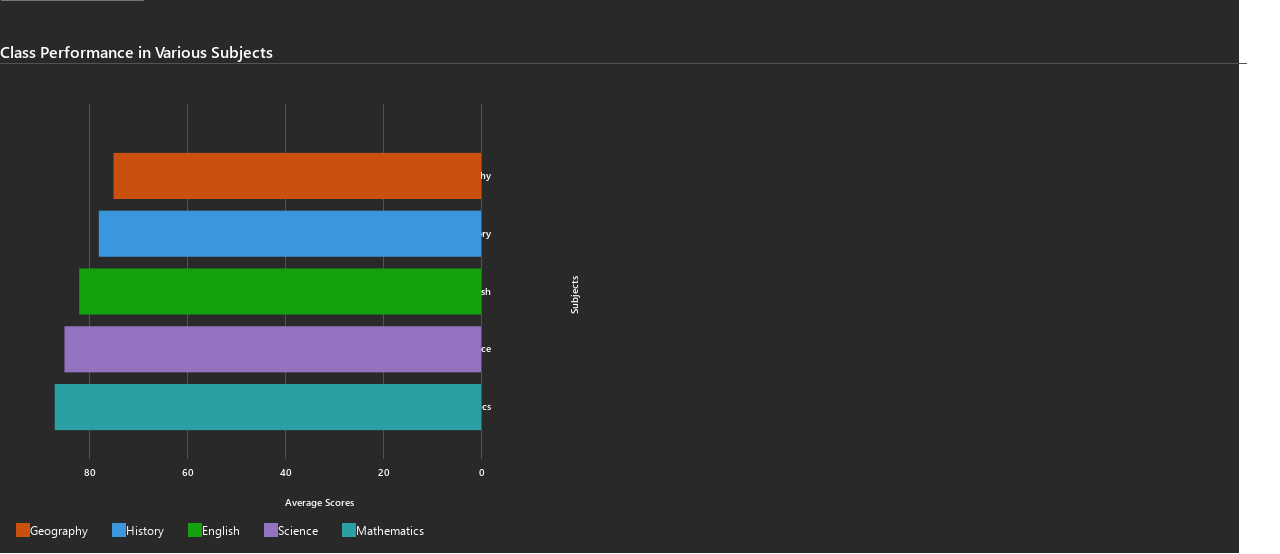 Class Performance in Various Subjects
hy
ry
sh
ce
cs
Subjects
80 60 40 20 0
Average Scores
Geography History English Science Mathematics